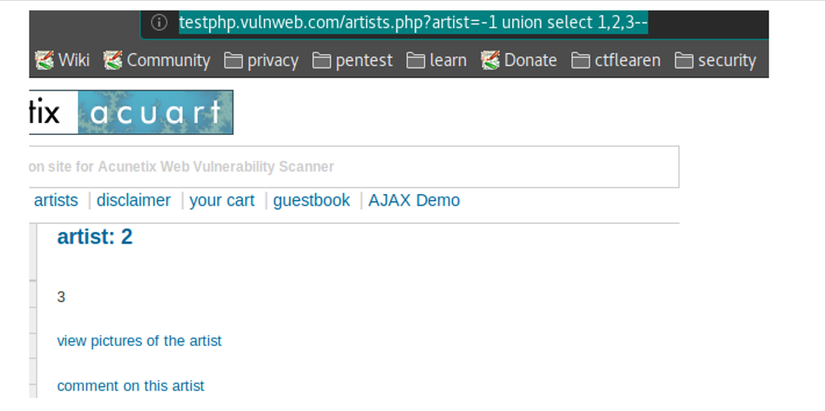 testphp.vulnweb.com/artists.php?artist=-1 union select 1,2,3--
Wiki Community privacy pentest learn Donate ctflearen security
tix acuart
on site for Acunetix Web Vulnerability Scanner
artists | disclaimer | your cart | guestbook | AJAX Demo
artist: 2
3
view pictures of the artist
comment on this artist